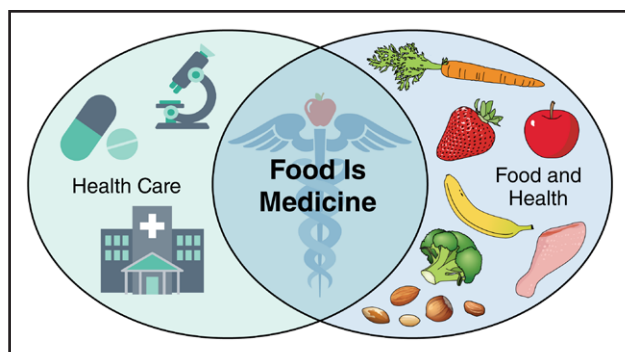 Health Care
Food Is
Medicine
Food and
Health